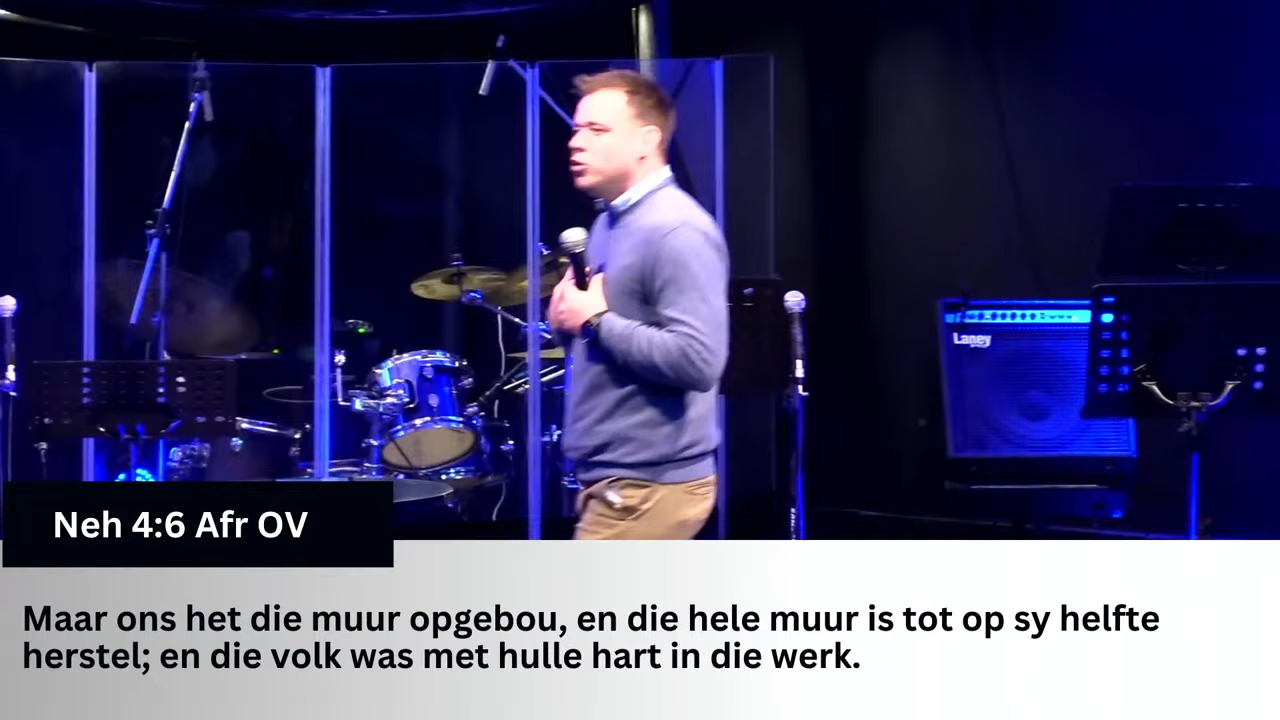 Laney
Neh 4:6 Afr OV
Maar ons het die muur opgebou, en die hele muur is tot op sy helfte
herstel; en die volk was met hulle hart in die werk.